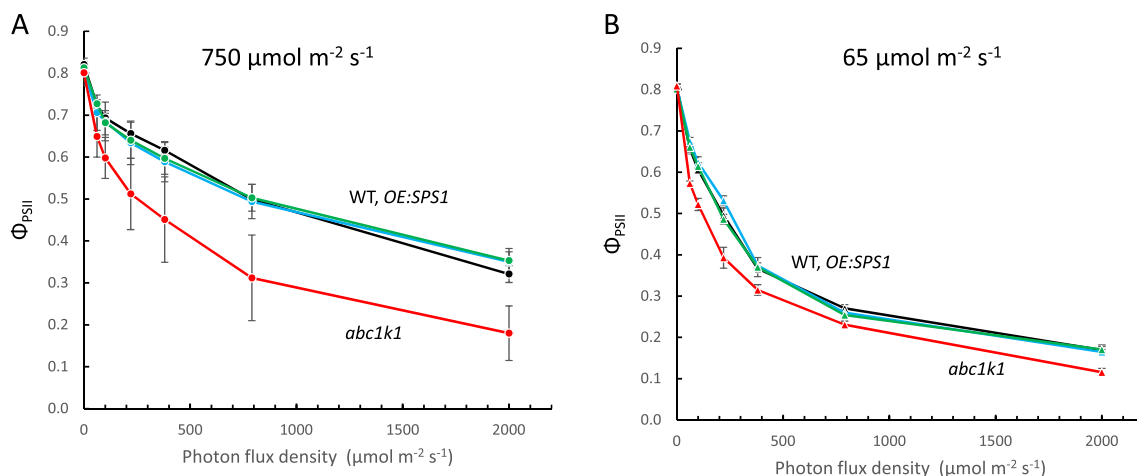 A
750 µmol m-2 s-1
0.9
0.8
0.7
0.6
0.5
0.4
0.3
0.2
0.1
0.0
ΦPSII
WT, OE:SPS1
abc1k1
0 500 1000 1500 2000
Photon flux density (µmol m-2 s-1)
B
65 µmol m-2 s-1
0.9
0.8
0.7
0.6
0.5
0.4
0.3
0.2
0.1
0.0
ΦPSII
WT, OE:SPS1
abc1k1
0 500 1000 1500 2000
Photon flux density (µmol m-2 s-1)